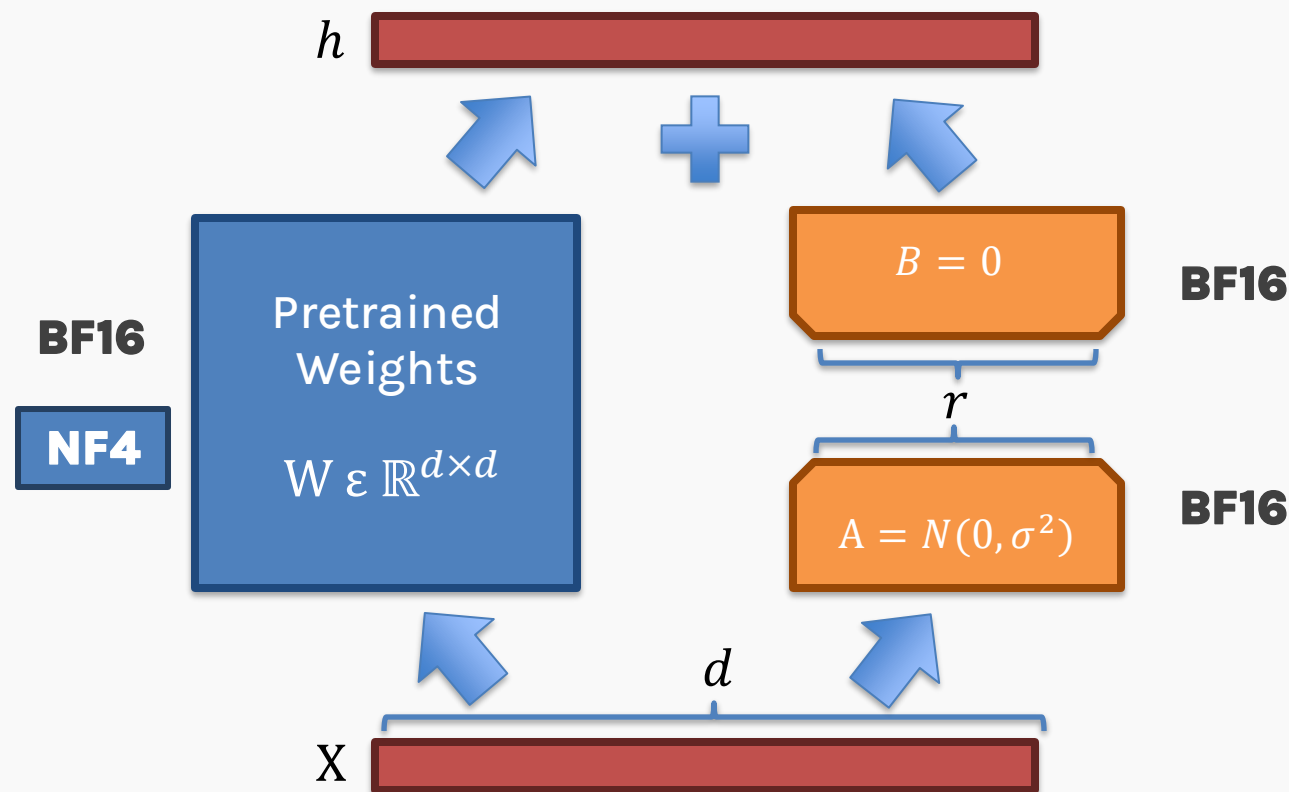 h
B = 0
BF16
Pretrained
Weights
BF16
r
NF4
W ε ℝ^{d×d}
BF16
A = N(0, σ²)
d
X